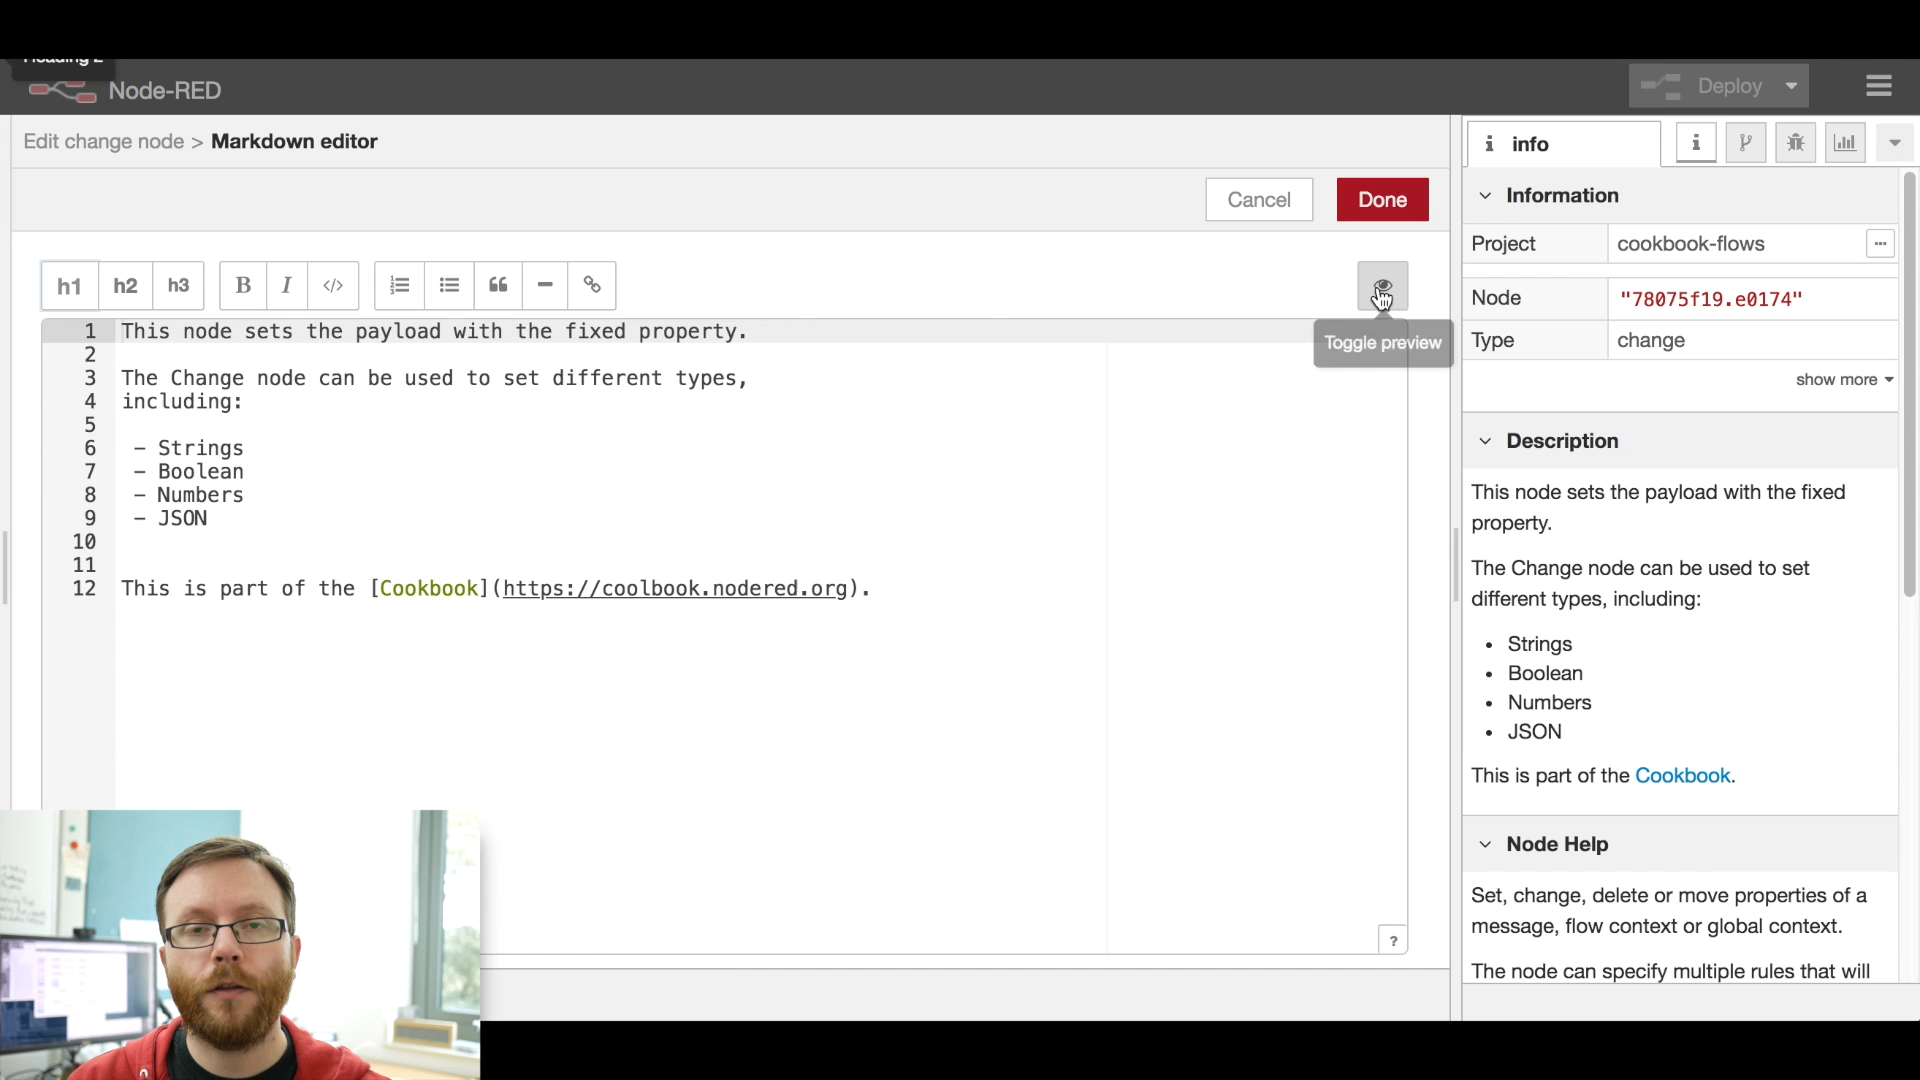 Heading 2
Node-RED
Deploy
Edit change node > Markdown editor
Cancel
Done
h1 h2 h3 B I </>
Toggle preview
1 This node sets the payload with the fixed property.
2
3 The Change node can be used to set different types,
4 including:
5
6 - Strings
7 - Boolean
8 - Numbers
9 - JSON
10
11
12 This is part of the [Cookbook](https://coolbook.nodered.org).
?
i info
i
Information
Project cookbook-flows ...
Node "78075f19.e0174"
Type change
show more
Description
This node sets the payload with the fixed
property.
The Change node can be used to set
different types, including:
• Strings
• Boolean
• Numbers
• JSON
This is part of the Cookbook.
Node Help
Set, change, delete or move properties of a
message, flow context or global context.
The node can specify multiple rules that will